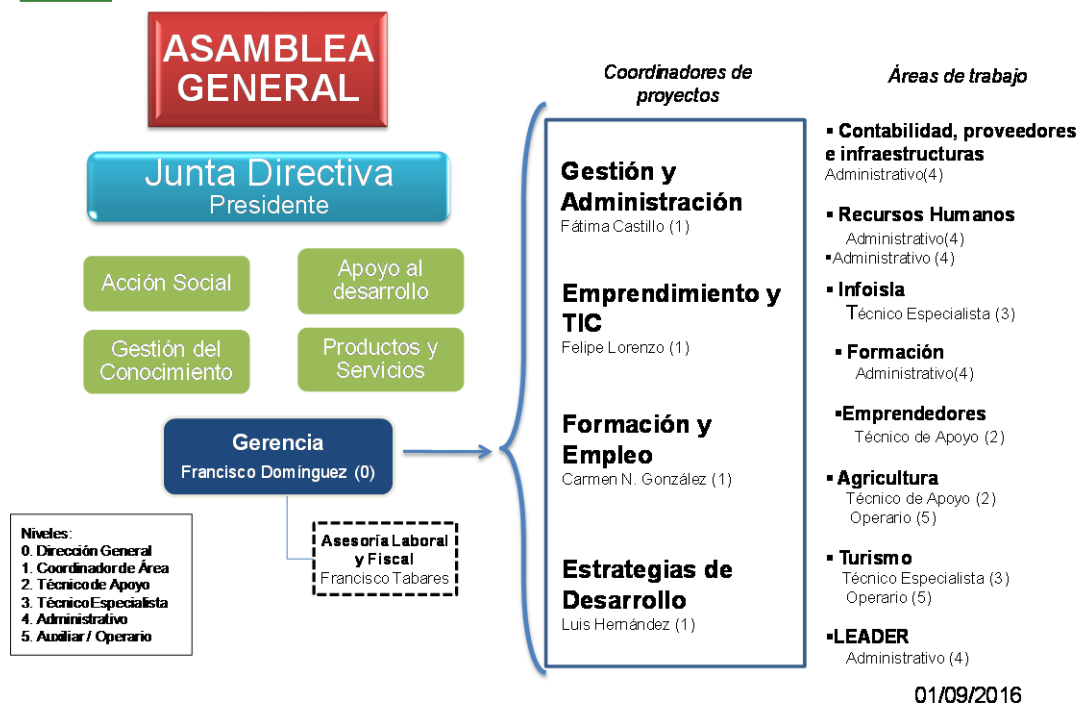 ASAMBLEA
GENERAL
Junta Directiva
Presidente
Acción Social
Apoyo al
desarrollo
Gestión del
Conocimiento
Productos y
Servicios
Gerencia
Francisco Domínguez (0)
Asesoría Laboral
y Fiscal
Francisco Tabares
Niveles:
0. Dirección General
1. Coordinador de Área
2. Técnico de Apoyo
3. Técnico Especialista
4. Administrativo
5. Auxiliar / Operario
Coordinadores de
proyectos
Gestión y
Administración
Fátima Castillo (1)
Emprendimiento y
TIC
Felipe Lorenzo (1)
Formación y
Empleo
Carmen N. González (1)
Estrategias de
Desarrollo
Luis Hernández (1)
Áreas de trabajo
▪ Contabilidad, proveedores
e infraestructuras
Administrativo(4)
▪ Recursos Humanos
Administrativo(4)
▪Administrativo (4)
▪ Infoisla
Técnico Especialista (3)
▪ Formación
Administrativo(4)
▪Emprendedores
Técnico de Apoyo (2)
▪ Agricultura
Técnico de Apoyo (2)
Operario (5)
▪ Turismo
Técnico Especialista (3)
Operario (5)
▪LEADER
Administrativo (4)
01/09/2016